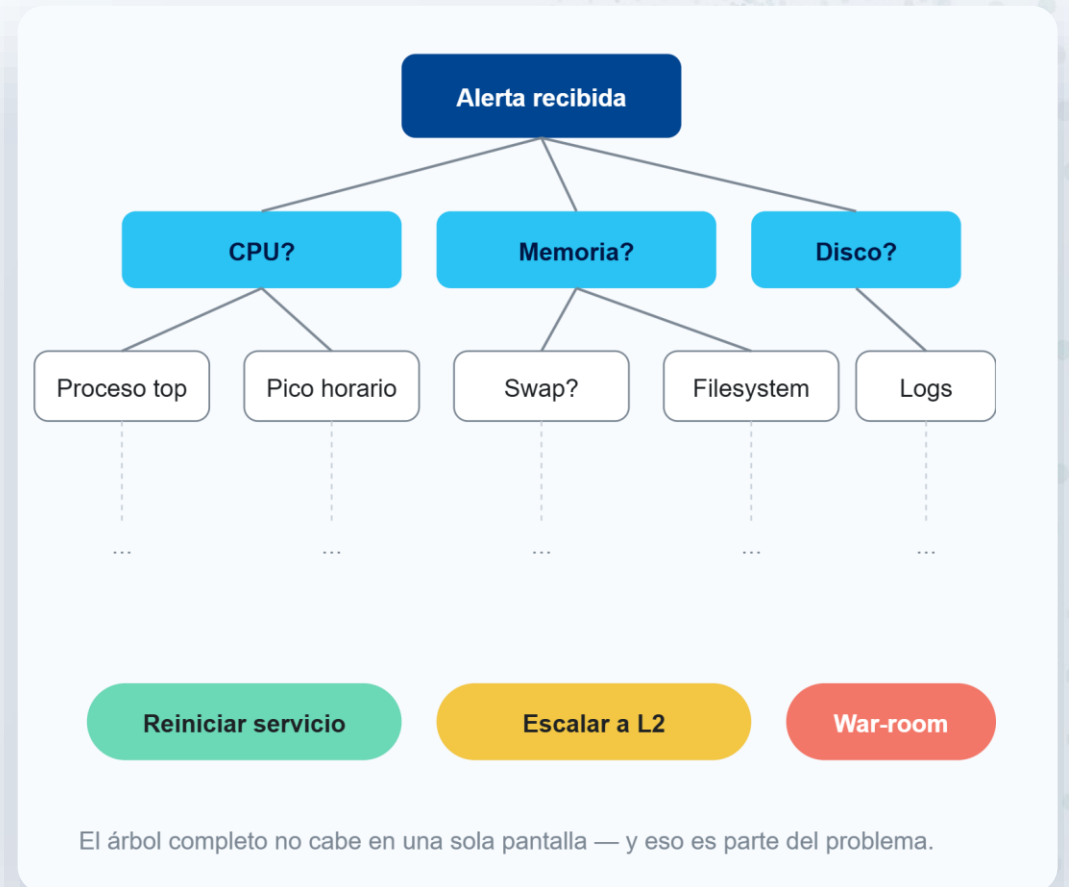 Alerta recibida
CPU?
Memoria?
Disco?
Proceso top
Pico horario
Swap?
Filesystem
Logs
...
...
...
...
...
Reiniciar servicio
Escalar a L2
War-room
El árbol completo no cabe en una sola pantalla — y eso es parte del problema.